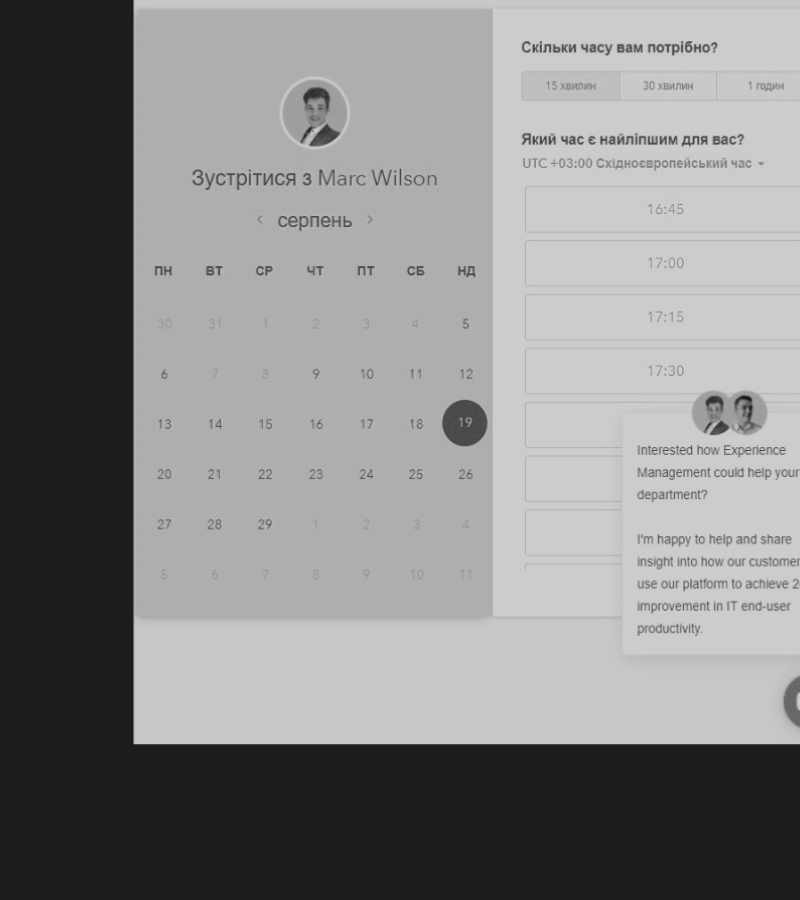 Зустрітися з Marc Wilson
серпень
ПН ВТ СР ЧТ ПТ СБ НД
30 31 1 2 3 4 5
6 7 8 9 10 11 12
13 14 15 16 17 18 19
20 21 22 23 24 25 26
27 28 29 1 2 3 4
5 6 7 8 9 10 11
Скільки часу вам потрібно?
15 хвилин 30 хвилин 1 годин
Який час є найліпшим для вас?
UTC +03:00 Східноєвропейський час
16:45
17:00
17:15
17:30
Interested how Experience
Management could help your
department?
I'm happy to help and share
insight into how our customer
use our platform to achieve 2
improvement in IT end-user
productivity.